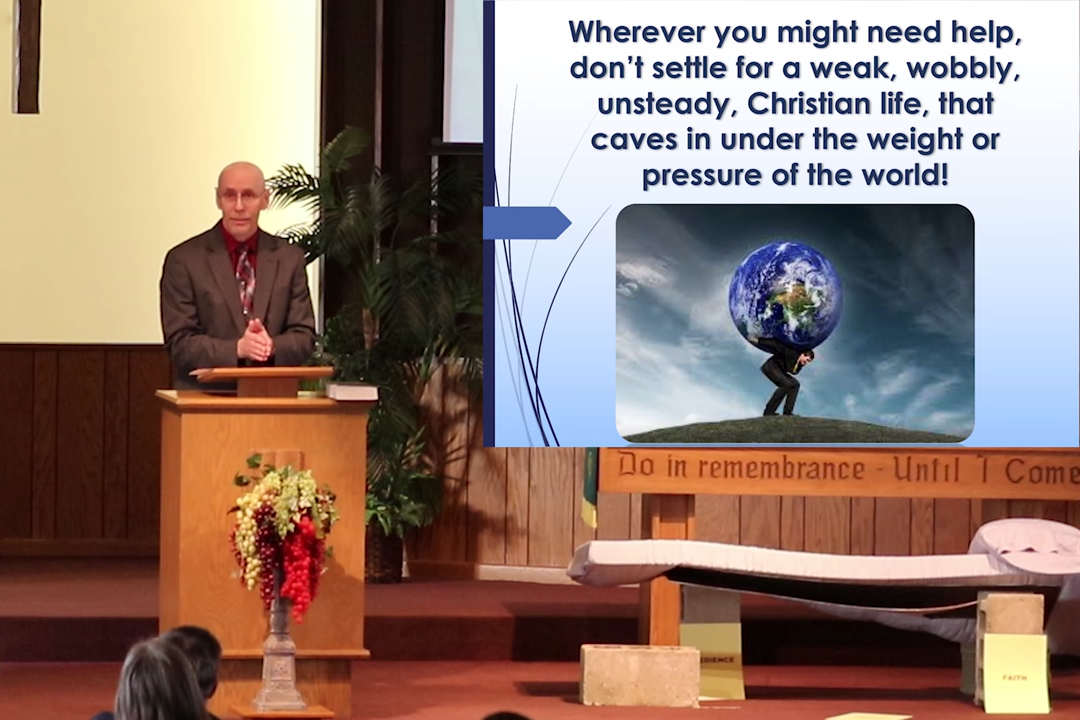 Wherever you might need help,
don't settle for a weak, wobbly,
unsteady, Christian life, that
caves in under the weight or
pressure of the world!
Do in remembrance - Until I Come
EDIENCE
FAITH